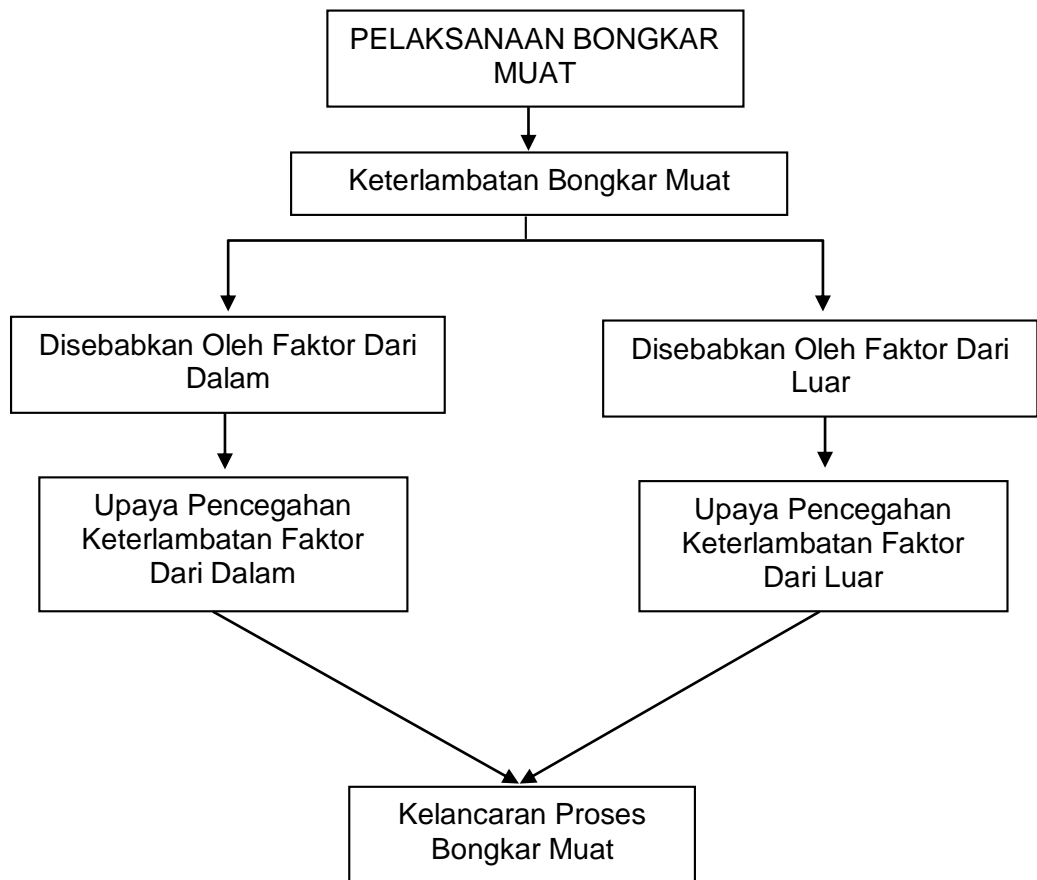 PELAKSANAAN BONGKAR
MUAT
Keterlambatan Bongkar Muat
Disebabkan Oleh Faktor Dari
Dalam
Disebabkan Oleh Faktor Dari
Luar
Upaya Pencegahan
Keterlambatan Faktor
Dari Dalam
Upaya Pencegahan
Keterlambatan Faktor
Dari Luar
Kelancaran Proses
Bongkar Muat